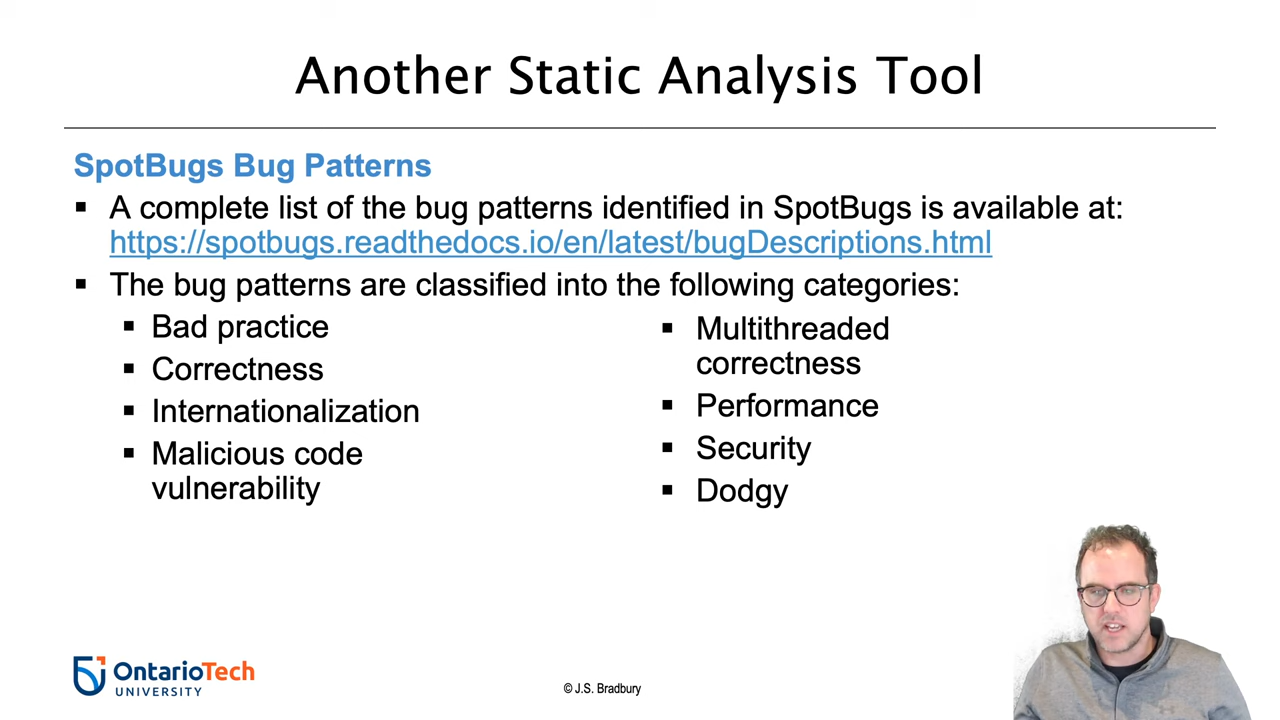 Another Static Analysis Tool
SpotBugs Bug Patterns
▪ A complete list of the bug patterns identified in SpotBugs is available at:
https://spotbugs.readthedocs.io/en/latest/bugDescriptions.html
▪ The bug patterns are classified into the following categories:
▪ Bad practice
▪ Correctness
▪ Internationalization
▪ Malicious code
vulnerability
▪ Multithreaded
correctness
▪ Performance
▪ Security
▪ Dodgy
OntarioTech
UNIVERSITY
© J.S. Bradbury